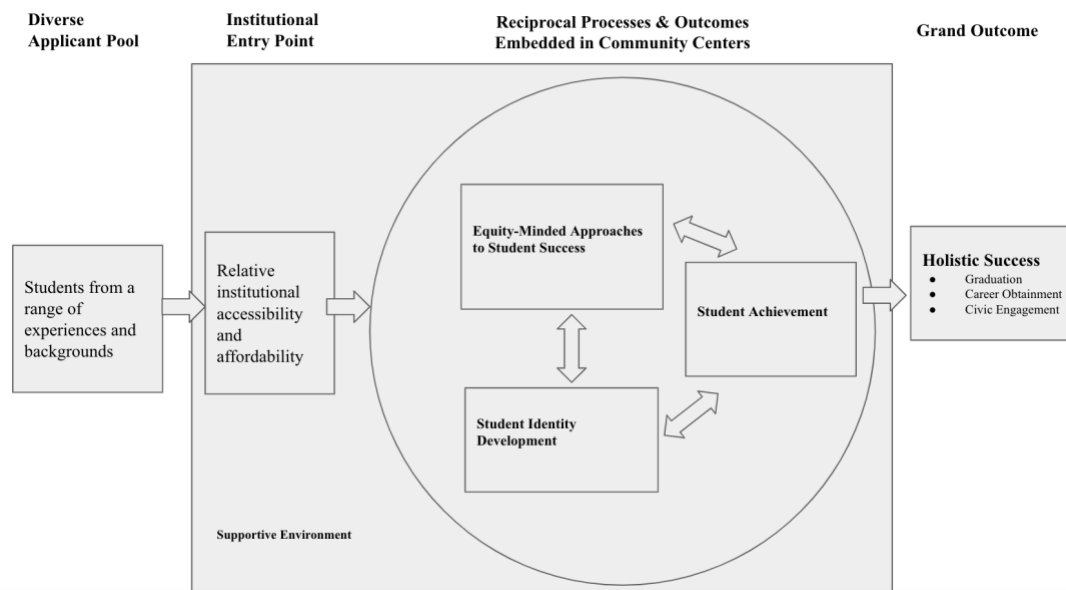 Diverse
Applicant Pool
Institutional
Entry Point
Reciprocal Processes & Outcomes
Embedded in Community Centers
Grand Outcome
Students from a
range of
experiences and
backgrounds
Relative
institutional
accessibility
and
affordability
Equity-Minded Approaches
to Student Success
Student Achievement
Student Identity
Development
Holistic Success
● Graduation
● Career Obtainment
● Civic Engagement
Supportive Environment